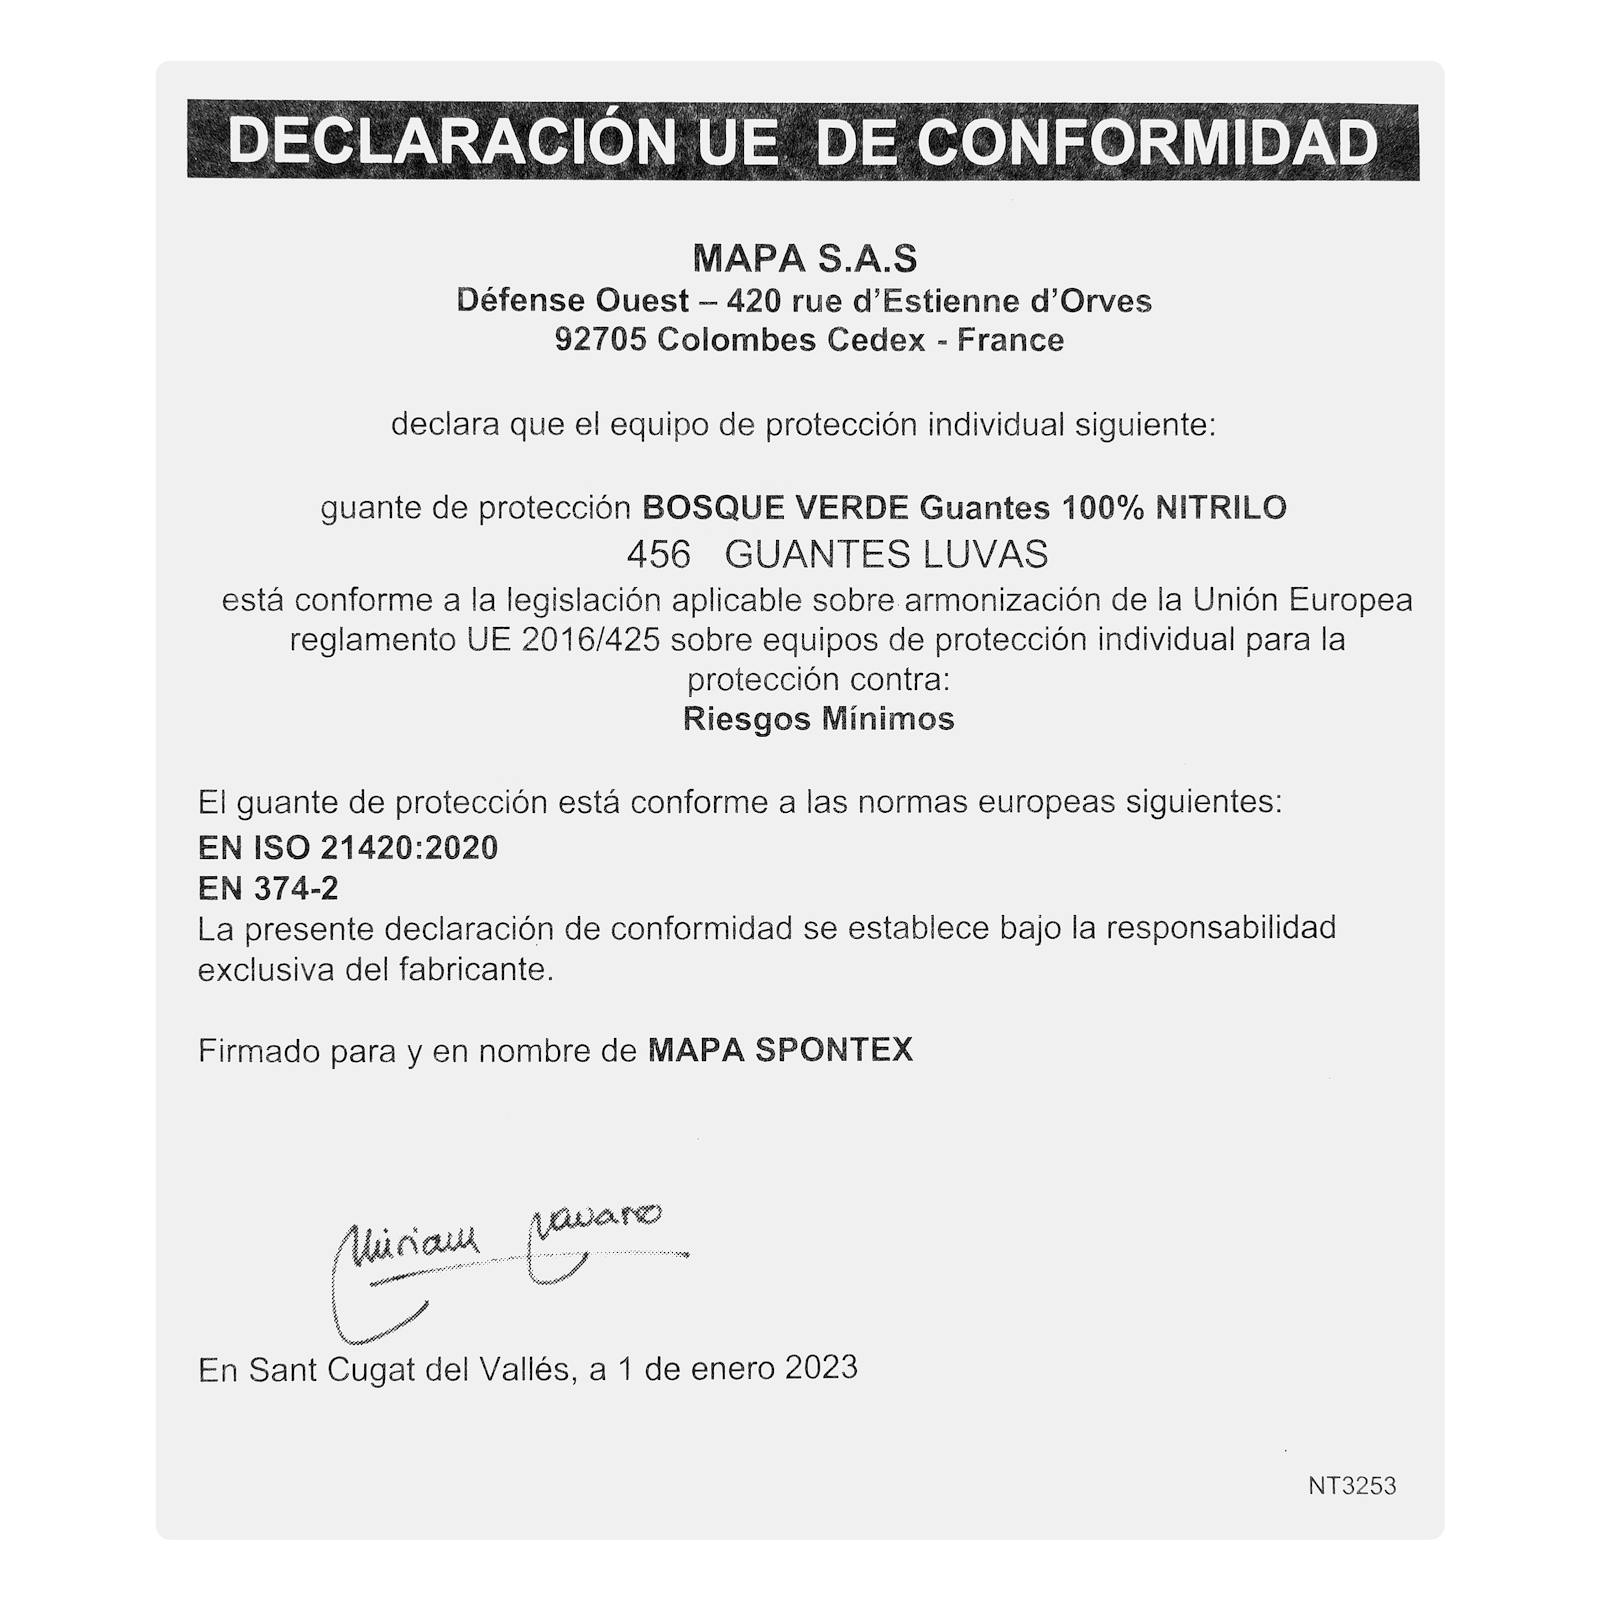 DECLARACIÓN UE DE CONFORMIDAD
MAPA S.A.S
Défense Ouest – 420 rue d'Estienne d'Orves
92705 Colombes Cedex - France
declara que el equipo de protección individual siguiente:
guante de protección BOSQUE VERDE Guantes 100% NITRILO
456 GUANTES LUVAS
está conforme a la legislación aplicable sobre armonización de la Unión Europea
reglamento UE 2016/425 sobre equipos de protección individual para la
protección contra:
Riesgos Mínimos
El guante de protección está conforme a las normas europeas siguientes:
EN ISO 21420:2020
EN 374-2
La presente declaración de conformidad se establece bajo la responsabilidad
exclusiva del fabricante.
Firmado para y en nombre de MAPA SPONTEX
Miriam Navarro
En Sant Cugat del Vallés, a 1 de enero 2023
NT3253